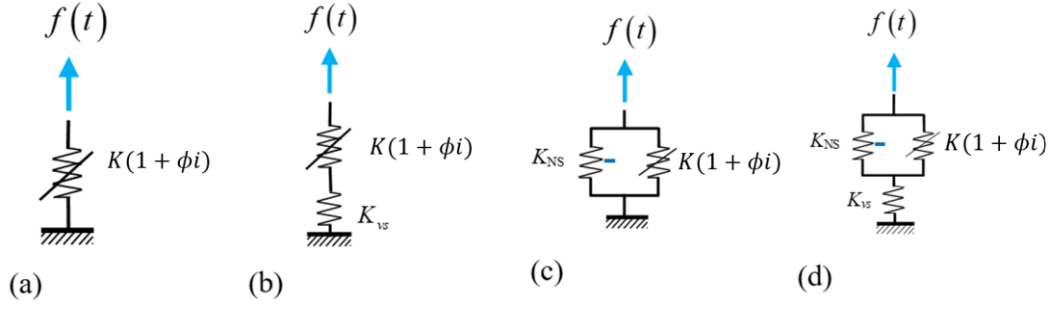 f(t)
K(1 + ϕi)
(a)
f(t)
K(1 + ϕi)
K_vs
(b)
f(t)
K_NS
K(1 + ϕi)
(c)
f(t)
K_NS
K(1 + ϕi)
K_vs
(d)